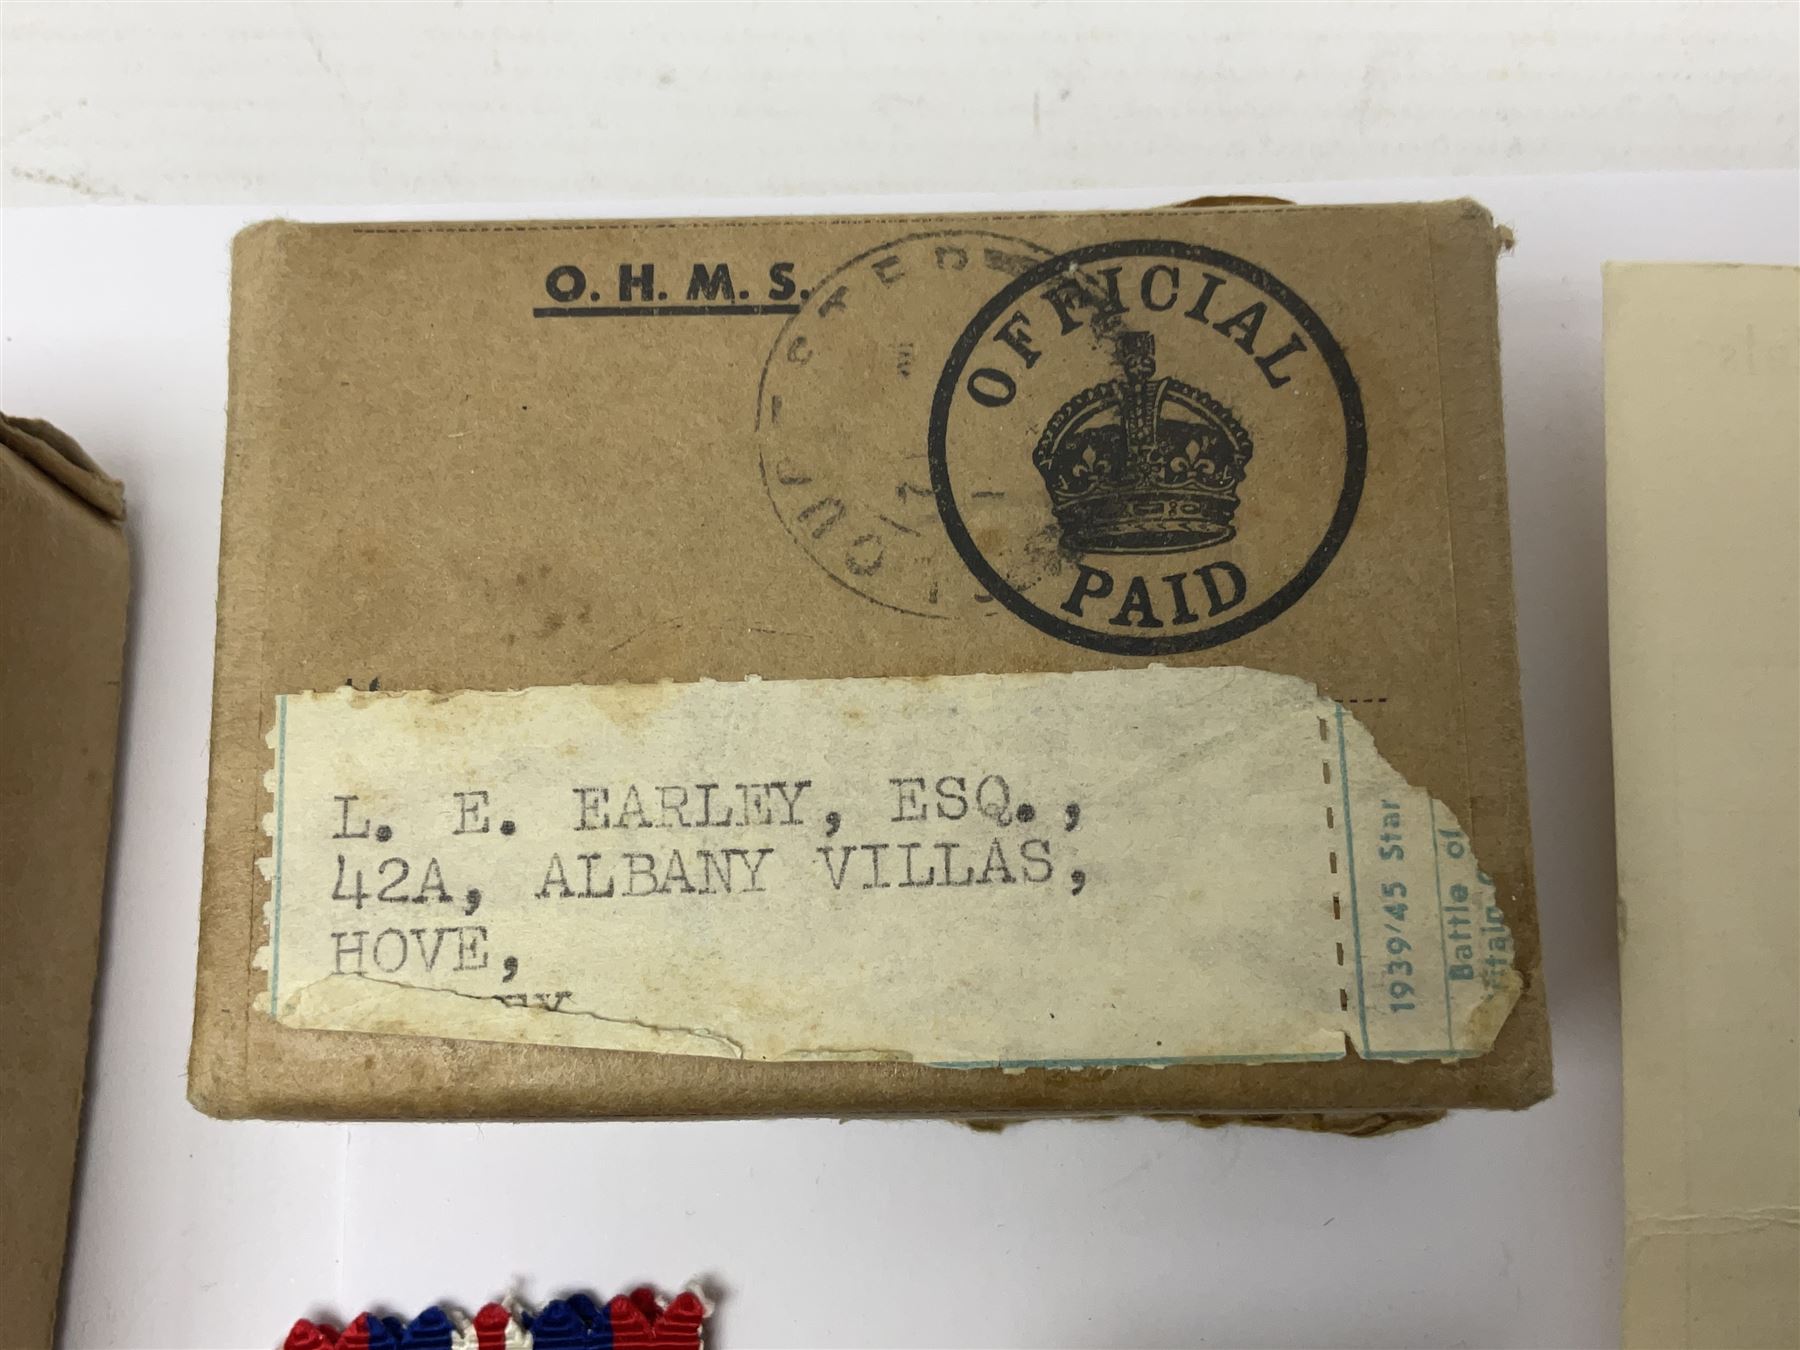 O. H. M. S.
OFFICIAL
PAID
L. E. EARLEY, ESQ.,
42A, ALBANY VILLAS,
HOVE,
1939/45 Star
Battle of